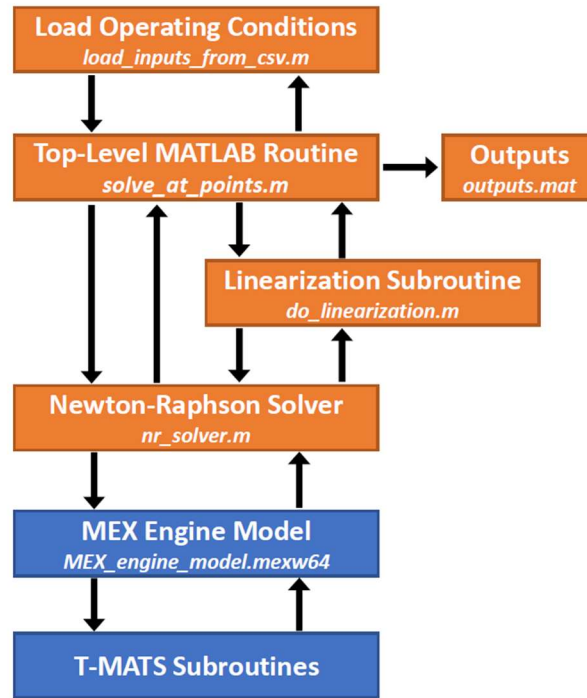 Load Operating Conditions
load_inputs_from_csv.m
Top-Level MATLAB Routine
solve_at_points.m
Outputs
outputs.mat
Linearization Subroutine
do_linearization.m
Newton-Raphson Solver
nr_solver.m
MEX Engine Model
MEX_engine_model.mexw64
T-MATS Subroutines